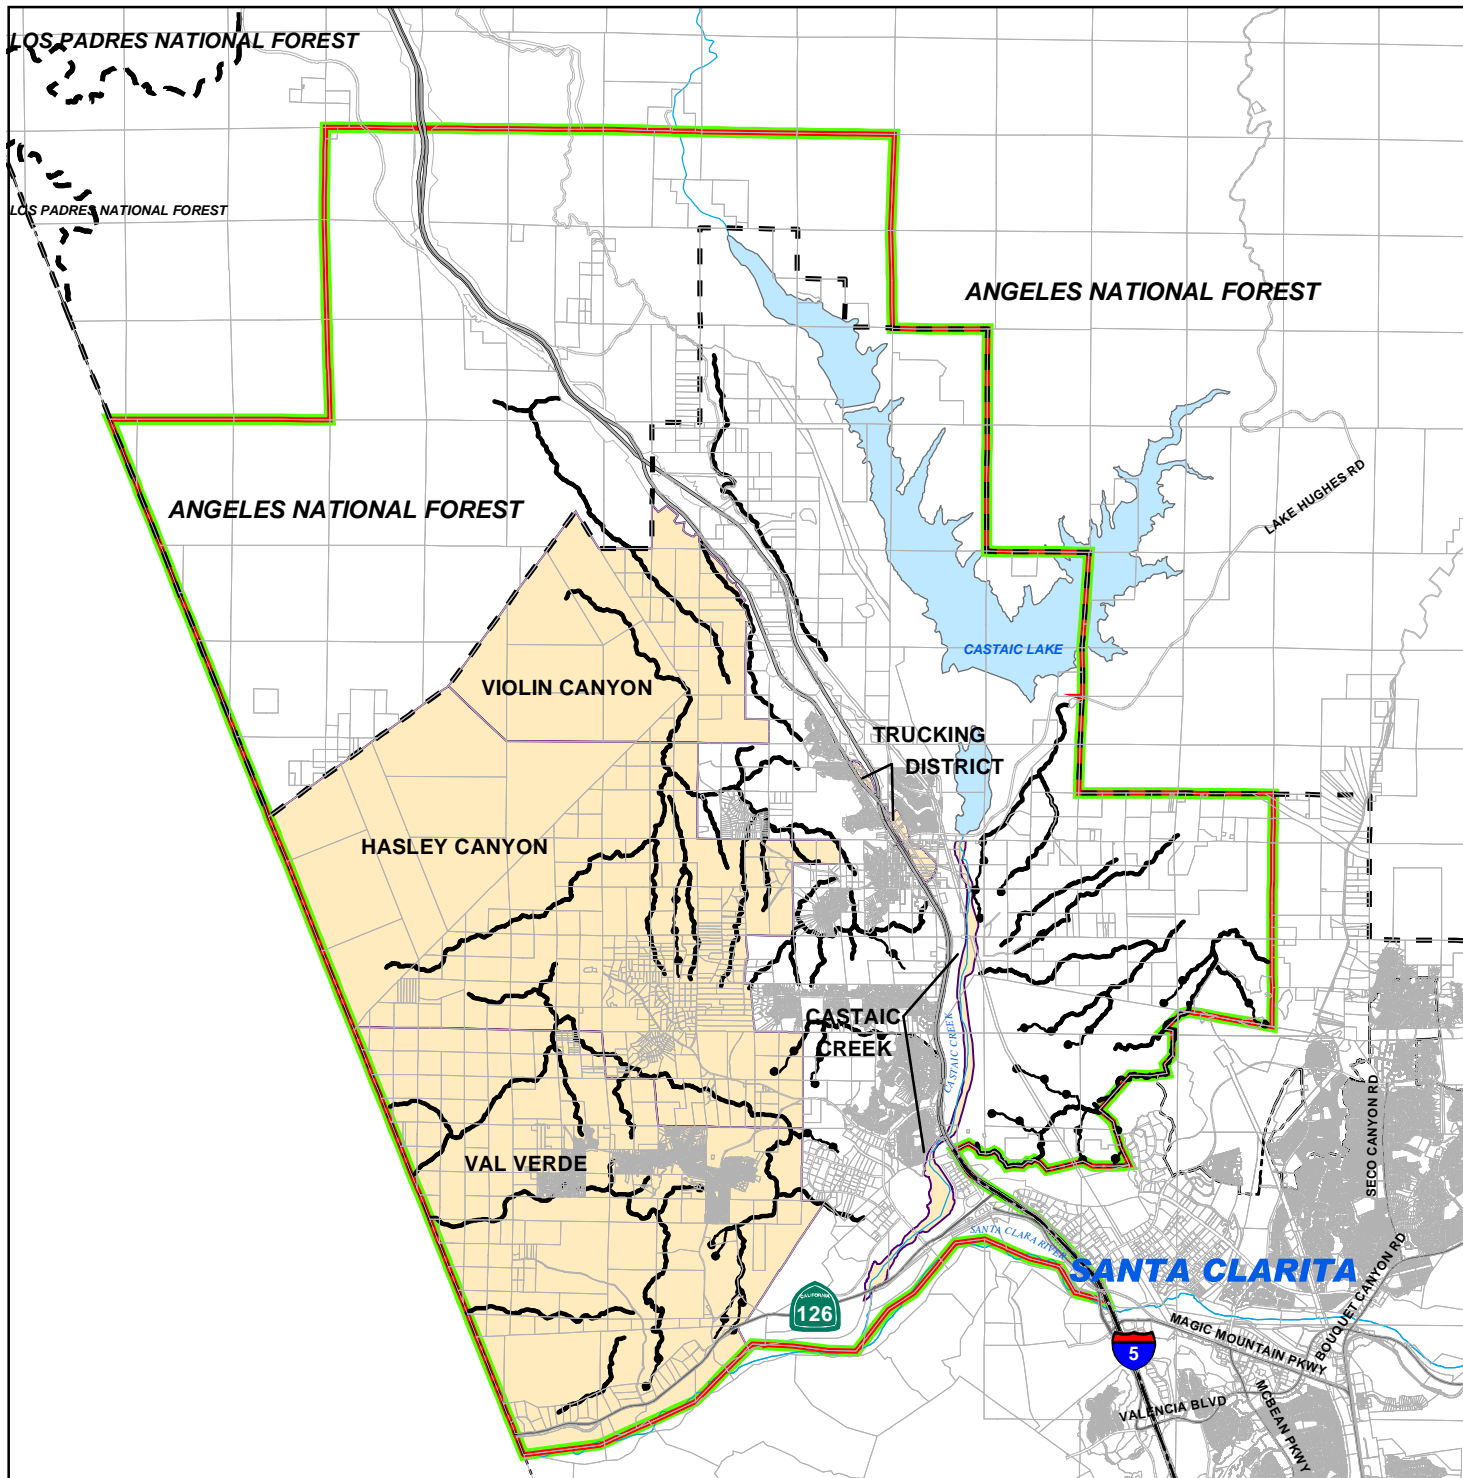 LOS PADRES NATIONAL FOREST
LOS PADRES NATIONAL FOREST
ANGELES NATIONAL FOREST
ANGELES NATIONAL FOREST
LAKE HUGHES RD
CASTAIC LAKE
VIOLIN CANYON
TRUCKING
DISTRICT
HASLEY CANYON
CASTAIC
CREEK
CASTAIC CREEK
SECO CANYON RD
VAL VERDE
SANTA CLARA RIVER
SANTA CLARITA
BOUQUET CANYON RD
CALIFORNIA
126
MAGIC MOUNTAIN PKWY
5
VALENCIA BLVD
MCBEAN PKWY